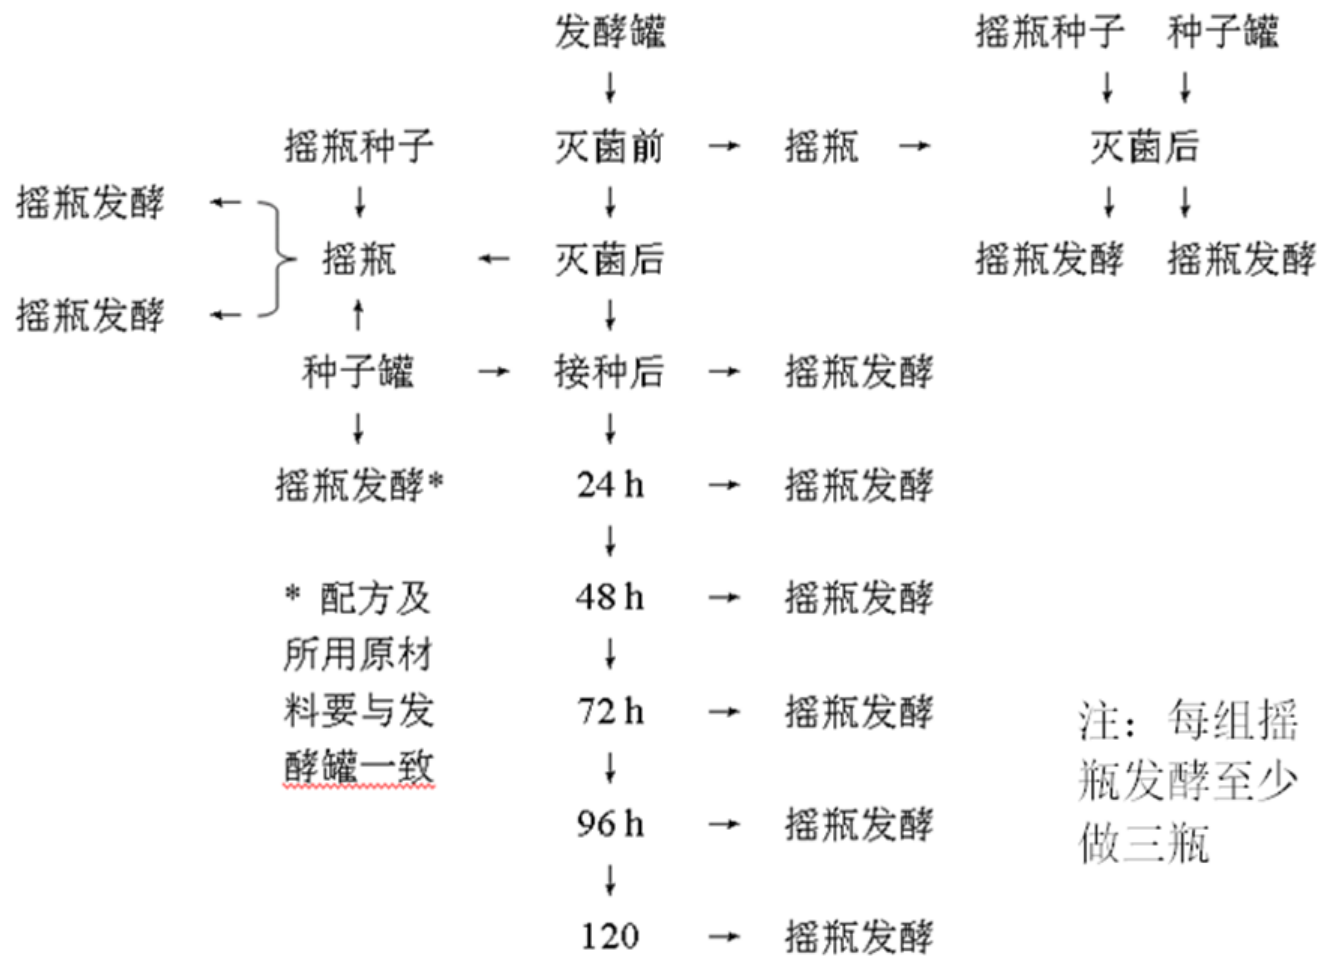 发酵罐
摇瓶种子 种子罐
摇瓶种子 灭菌前 → 摇瓶 → 灭菌后
摇瓶发酵
摇瓶 ← 灭菌后 摇瓶发酵 摇瓶发酵
摇瓶发酵
种子罐 → 接种后 → 摇瓶发酵
摇瓶发酵* 24 h → 摇瓶发酵
* 配方及
所用原材
料要与发
酵罐一致
48 h → 摇瓶发酵
72 h → 摇瓶发酵
96 h → 摇瓶发酵
120 → 摇瓶发酵
注：每组摇
瓶发酵至少
做三瓶